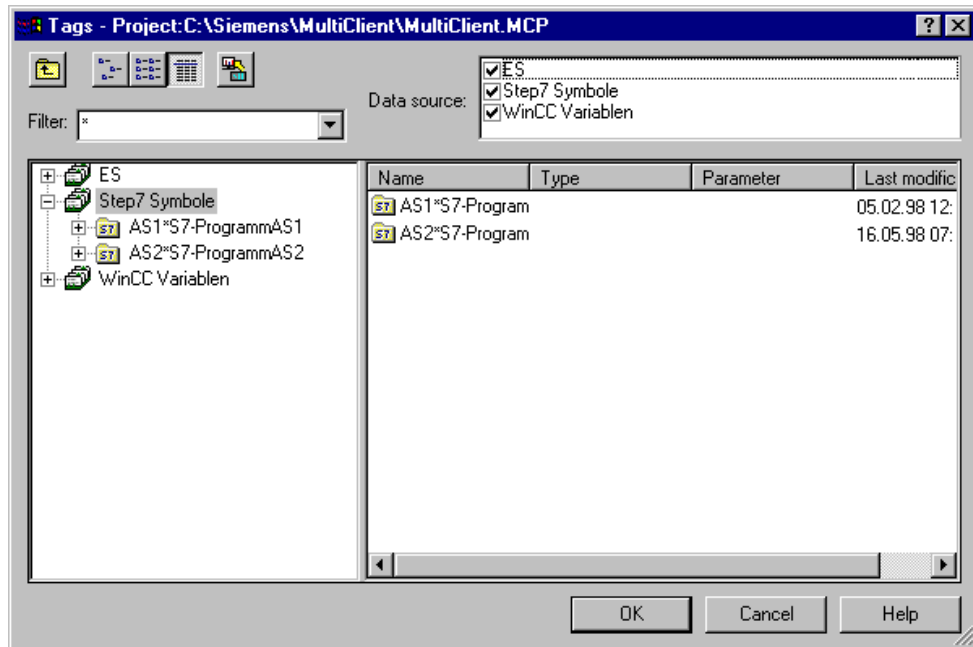 Tags - Project:C:\Siemens\MultiClient\MultiClient.MCP
Filter: *
Data source:
ES
Step7 Symbole
WinCC Variablen
ES
Step7 Symbole
AS1*S7-ProgrammAS1
AS2*S7-ProgrammAS2
WinCC Variablen
Name Type Parameter Last modific
S7 AS1*S7-Program 05.02.98 12:
S7 AS2*S7-Program 16.05.98 07:
OK Cancel Help